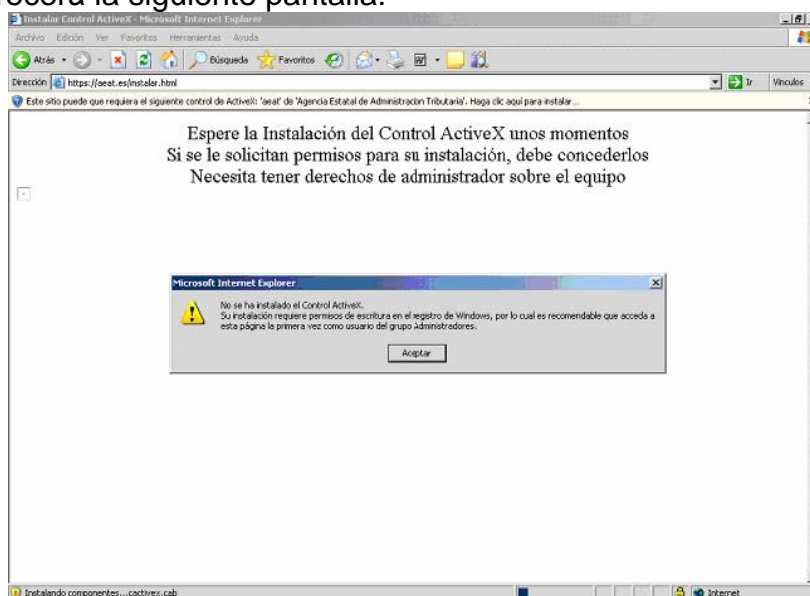 recerá la siguiente pantalla:
Instalar Control ActiveX - Microsoft Internet Explorer
Archivo Edición Ver Favoritos Herramientas Ayuda
Atrás Búsqueda Favoritos
Dirección https://aeat.es/instalar.html Ir Vínculos
Este sitio puede que requiera el siguiente control de ActiveX: 'aeat' de 'Agencia Estatal de Administracbn Tributaria'. Haga clic aquí para instalar...
Espere la Instalación del Control ActiveX unos momentos
Si se le solicitan permisos para su instalación, debe concederlos
Necesita tener derechos de administrador sobre el equipo
Microsoft Internet Explorer
No se ha instalado el Control ActiveX.
Su instalación requiere permisos de escritura en el registro de Windows, por lo cual es recomendable que acceda a
esta página la primera vez como usuario del grupo Administradores.
Aceptar
Instalando componentes...cactivex.cab Internet